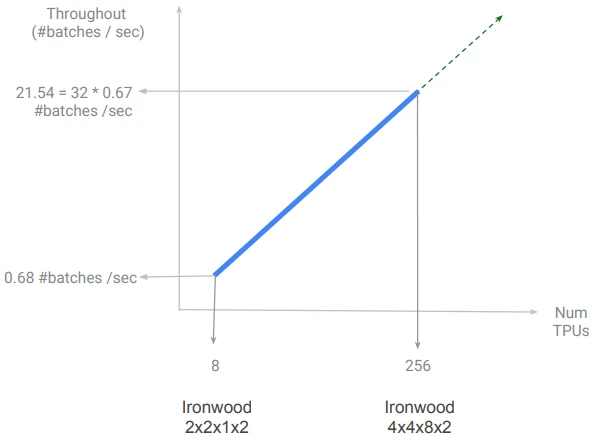 Throughout
(#batches / sec)
21.54 = 32 * 0.67
#batches /sec
0.68 #batches /sec
Num
TPUs
8
256
Ironwood
2x2x1x2
Ironwood
4x4x8x2